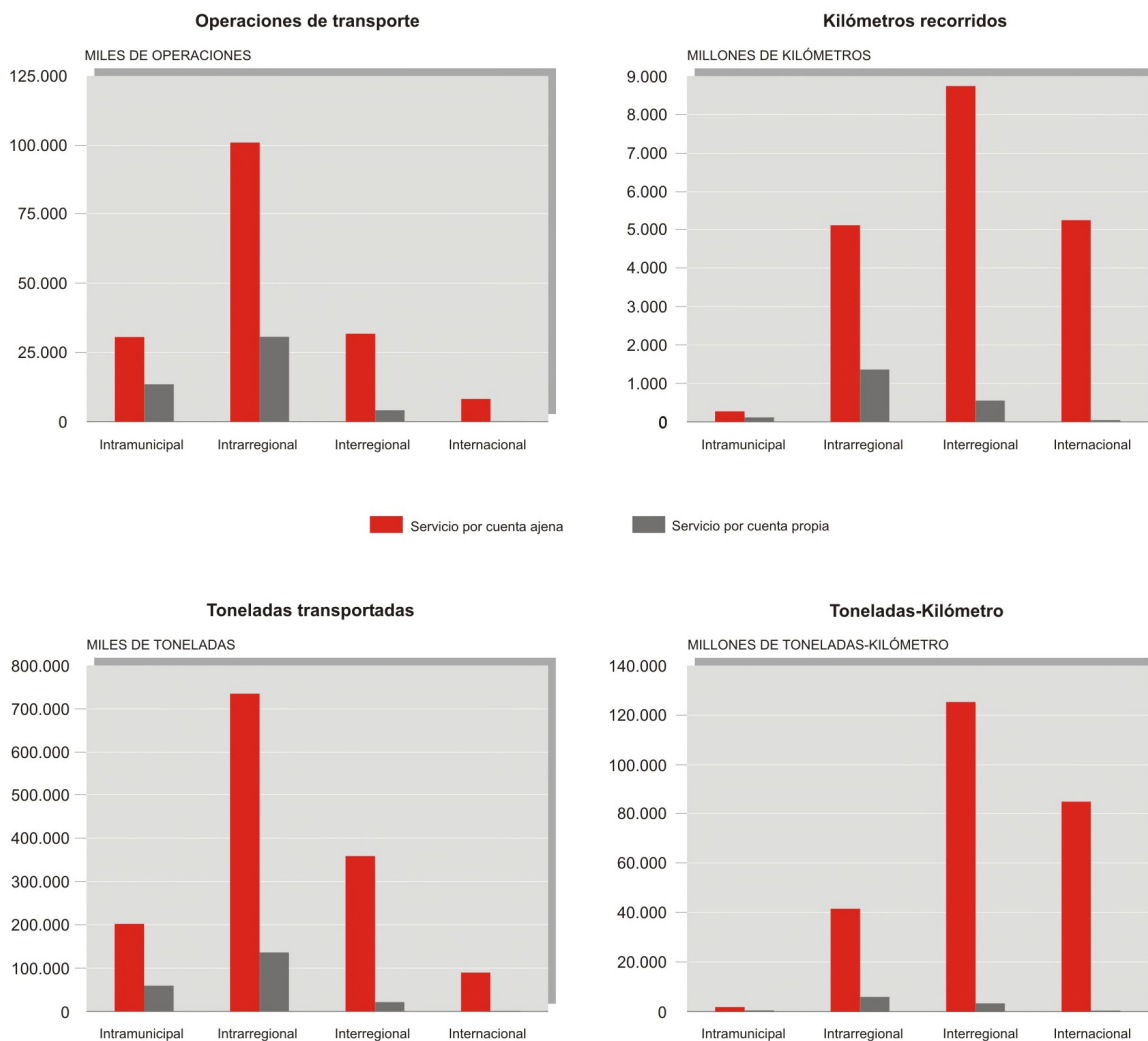 Operaciones de transporte
MILES DE OPERACIONES
125.000
100.000
75.000
50.000
25.000
0
Intramunicipal Intrarregional Interregional Internacional
Kilómetros recorridos
MILLONES DE KILÓMETROS
9.000
8.000
7.000
6.000
5.000
4.000
3.000
2.000
1.000
0
Intramunicipal Intrarregional Interregional Internacional
Servicio por cuenta ajena
Servicio por cuenta propia
Toneladas transportadas
MILES DE TONELADAS
800.000
700.000
600.000
500.000
400.000
300.000
200.000
100.000
0
Intramunicipal Intrarregional Interregional Internacional
Toneladas-Kilómetro
MILLONES DE TONELADAS-KILÓMETRO
140.000
120.000
100.000
80.000
60.000
40.000
20.000
0
Intramunicipal Intrarregional Interregional Internacional